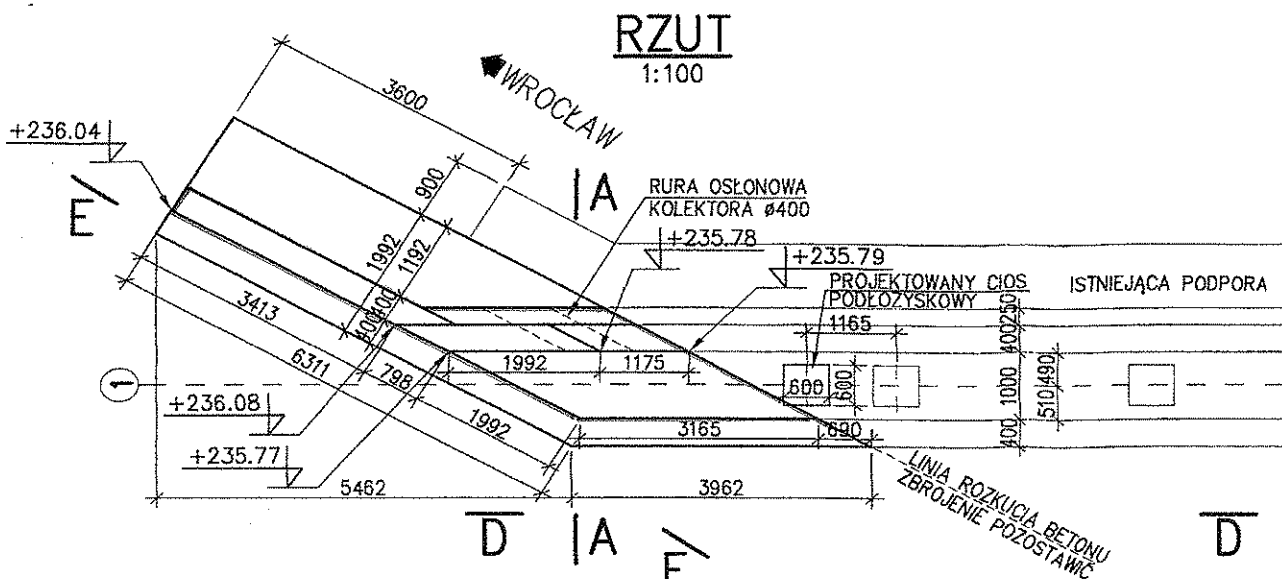 RZUT
1:100
WROCŁAW
3600
+236.04
E
900
A
RURA OSŁONOWA
KOLEKTORA ø400
+235.78
+235.79
1992
1192
PROJEKTOWANY CIOS
PODŁOŻYSKOWY
ISTNIEJĄCA PODPORA
250
400
400
400
1165
3413
6311
798
1992
1992
1175
600
600
1000
490
510
1
+236.08
+235.77
3165
690
400
5462
3962
LINIA ROZKUCIA BETONU
ZBROJENIE POZOSTAWIĆ
D
A
D